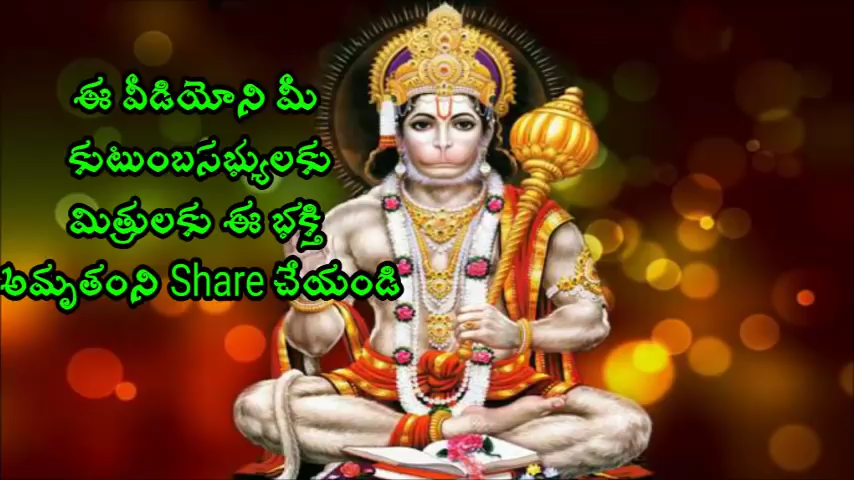 ఈ వీడియోని మీ
కుటుంబసభ్యులకు
మిత్రులకు ఈ భక్తి
అమృతంని Share చేయండి